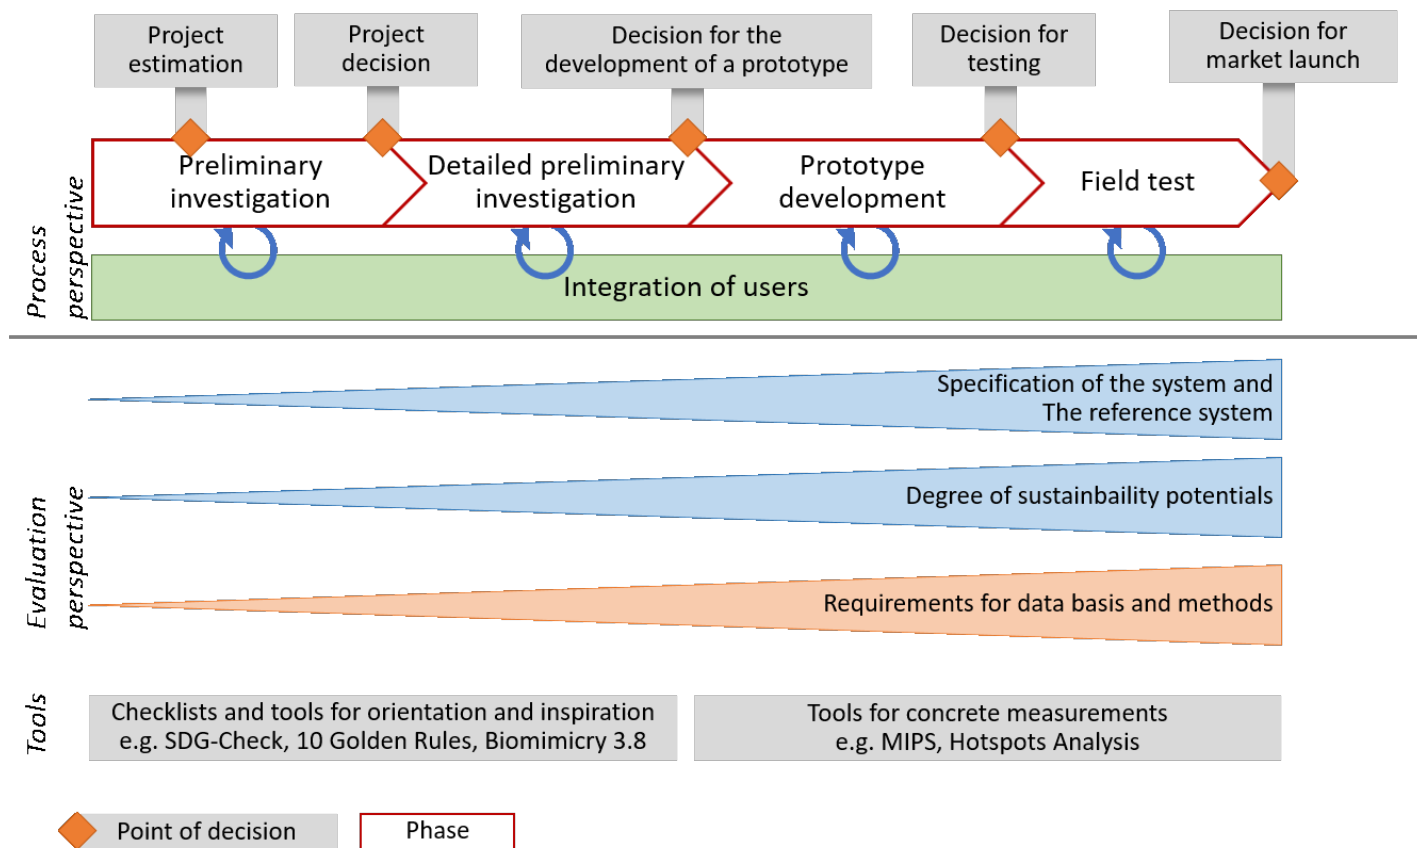 Project
estimation
Project
decision
Decision for the
development of a prototype
Decision for
testing
Decision for
market launch
Process
perspective
Preliminary
investigation
Detailed preliminary
investigation
Prototype
development
Field test
Integration of users
Evaluation
perspective
Specification of the system and
The reference system
Degree of sustainbaility potentials
Requirements for data basis and methods
Tools
Checklists and tools for orientation and inspiration
e.g. SDG-Check, 10 Golden Rules, Biomimicry 3.8
Tools for concrete measurements
e.g. MIPS, Hotspots Analysis
Point of decision
Phase